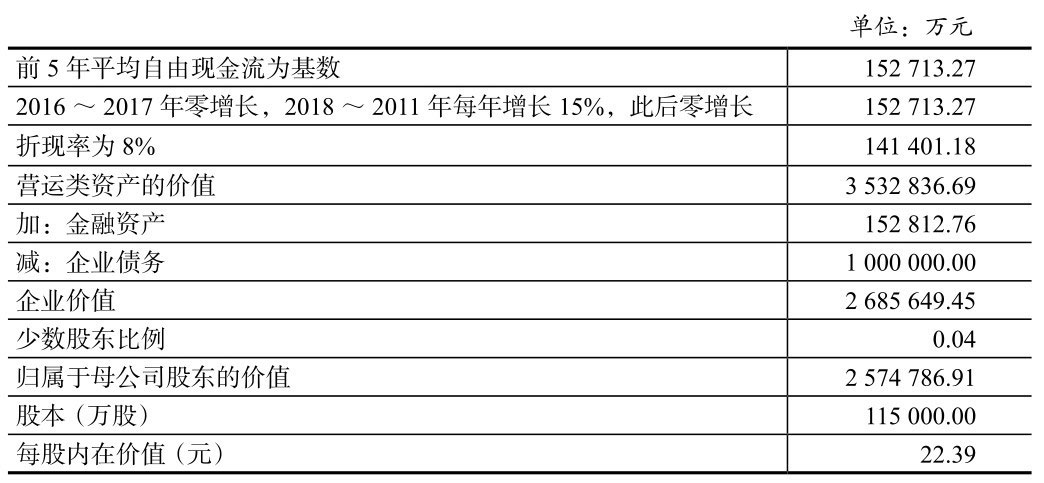 单位：万元
前 5 年平均自由现金流为基数 152 713.27
2016 ～ 2017 年零增长，2018 ～ 2011 年每年增长 15%，此后零增长 152 713.27
折现率为 8% 141 401.18
营运类资产的价值 3 532 836.69
加：金融资产 152 812.76
减：企业债务 1 000 000.00
企业价值 2 685 649.45
少数股东比例 0.04
归属于母公司股东的价值 2 574 786.91
股本（万股） 115 000.00
每股内在价值（元） 22.39